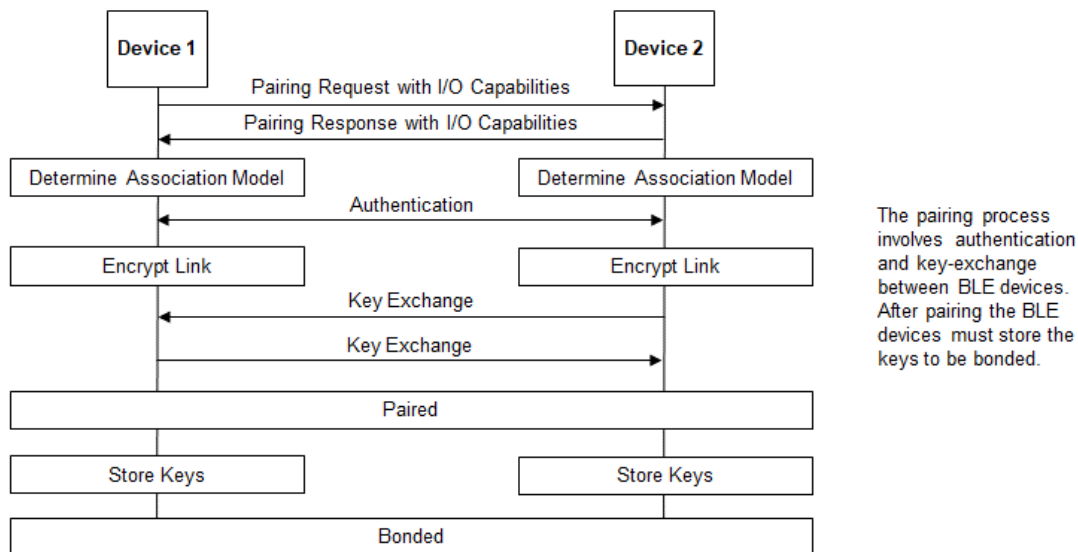 Device 1
Device 2
Pairing Request with I/O Capabilities
Pairing Response with I/O Capabilities
Determine Association Model
Determine Association Model
Authentication
Encrypt Link
Encrypt Link
Key Exchange
Key Exchange
Paired
Store Keys
Store Keys
Bonded
The pairing process
involves authentication
and key-exchange
between BLE devices.
After pairing the BLE
devices must store the
keys to be bonded.